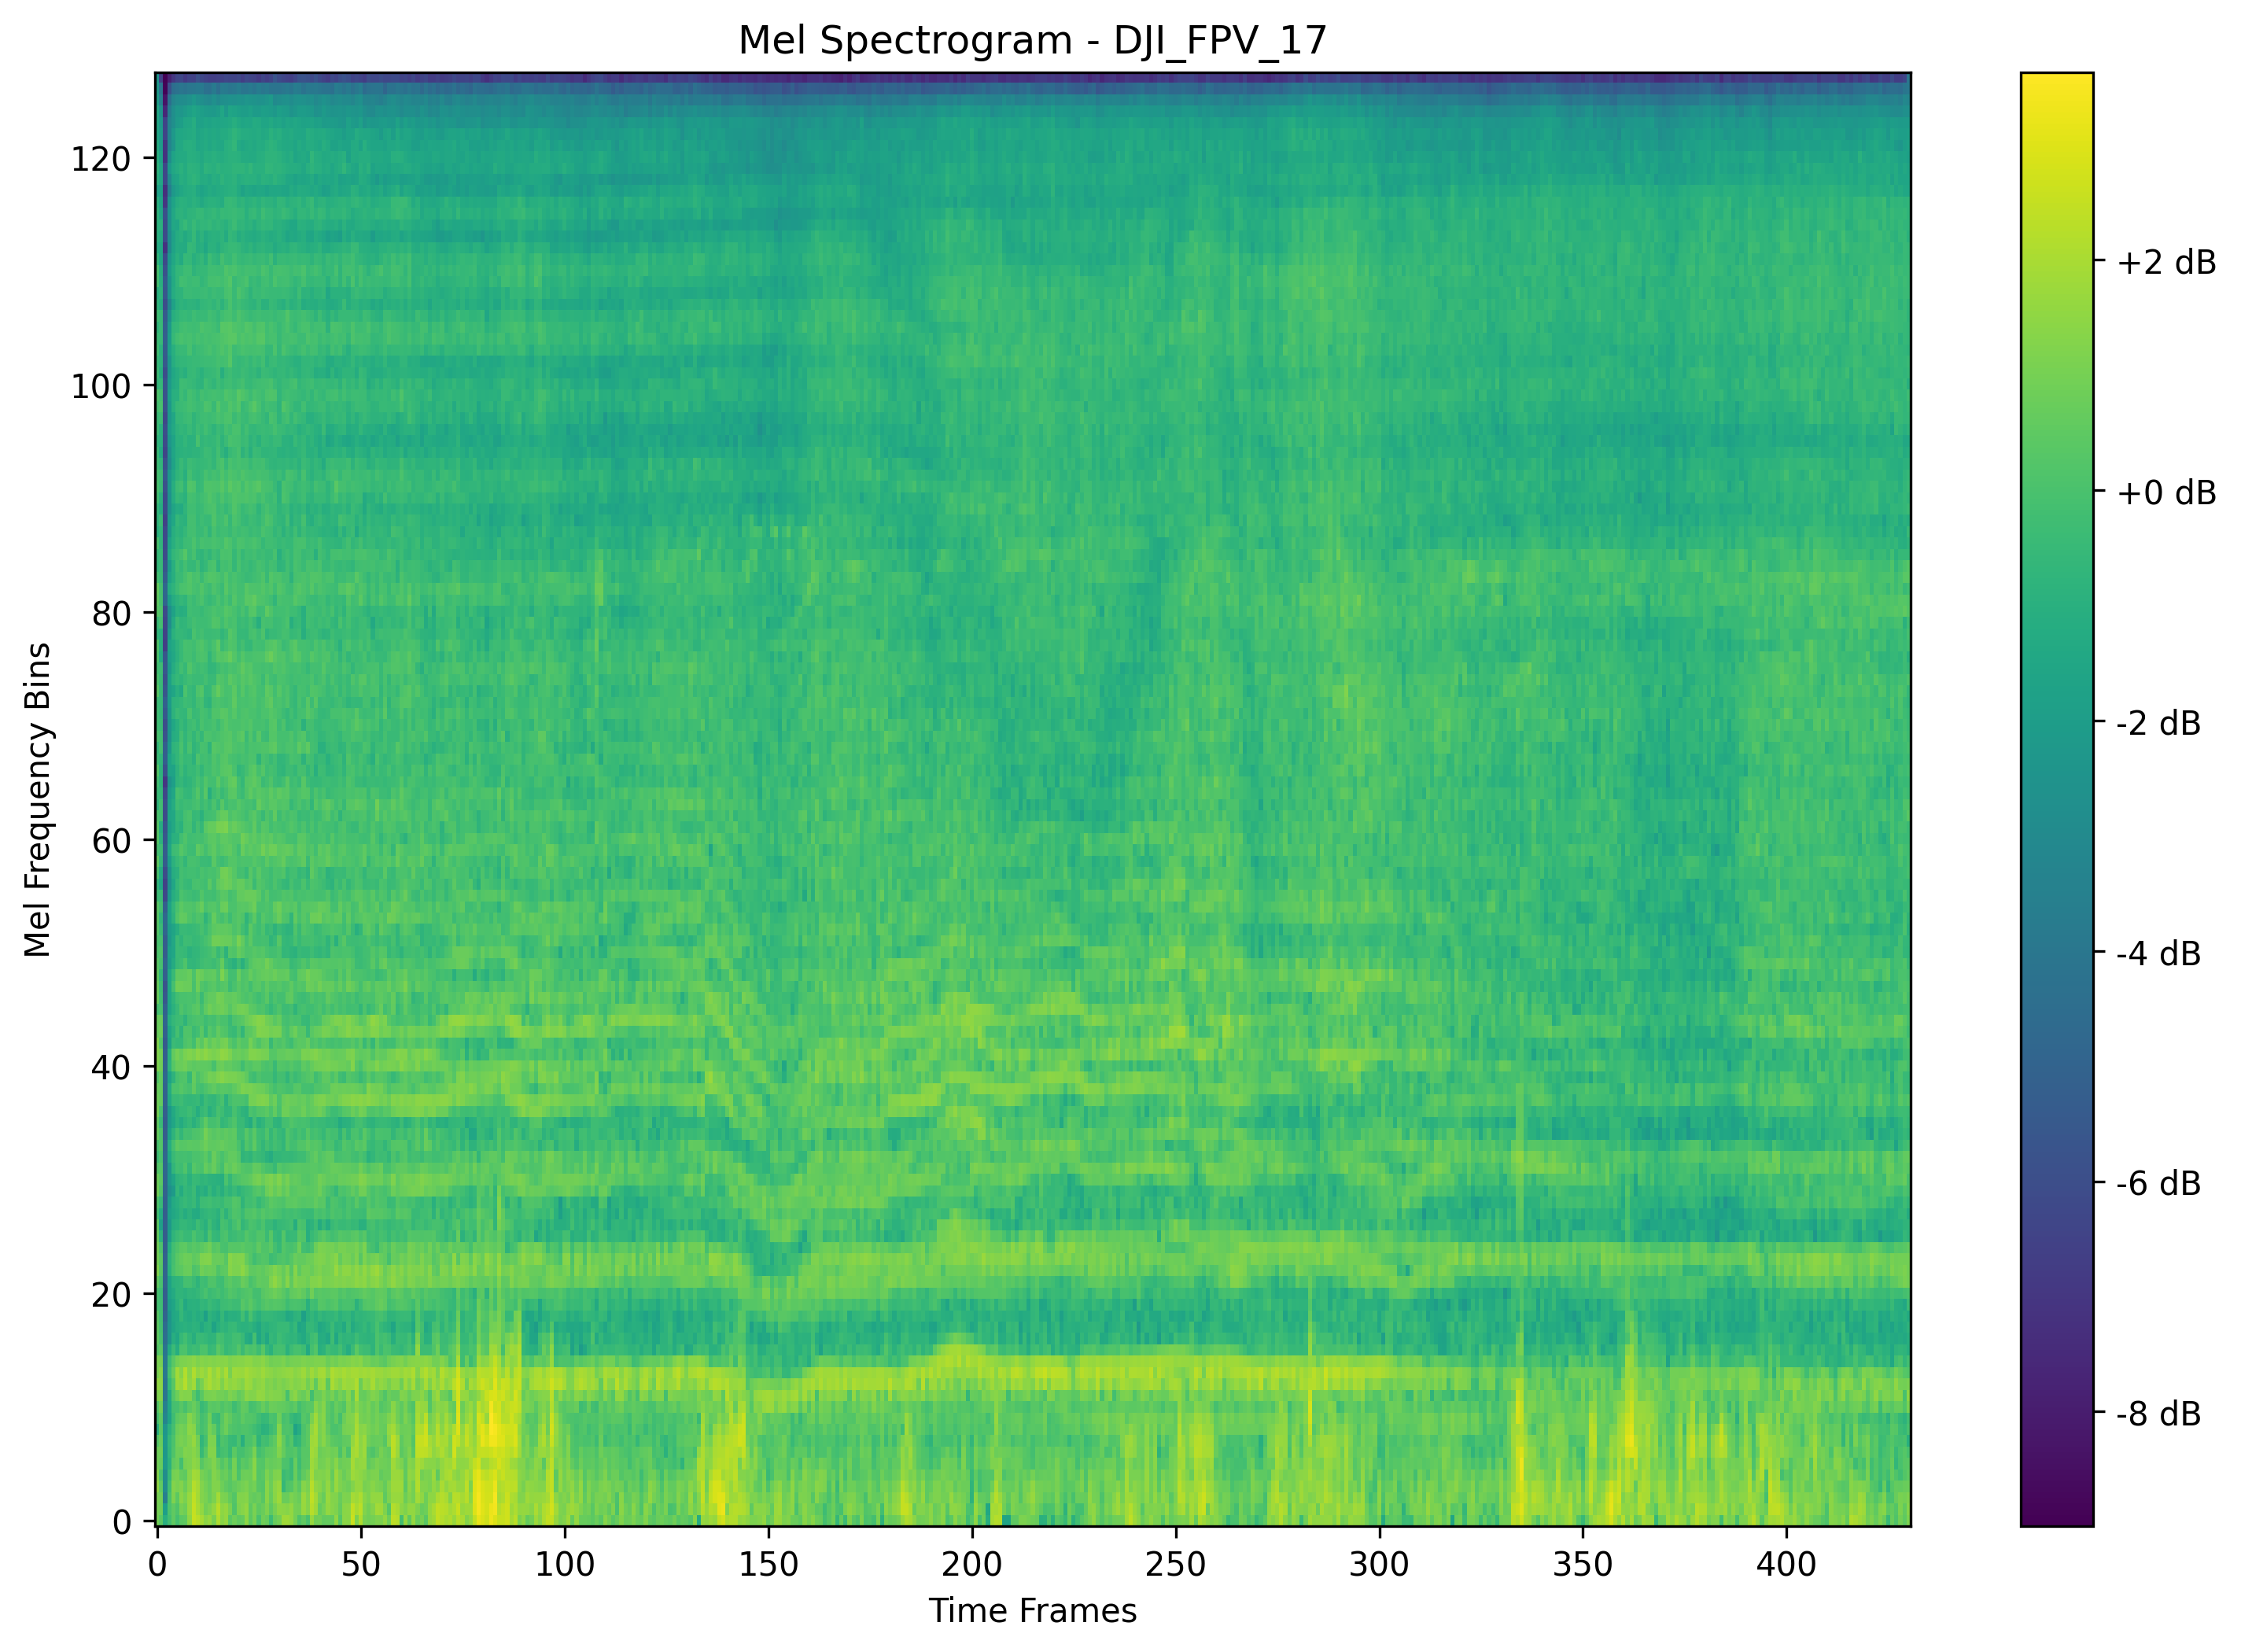 Mel Spectrogram - DJI_FPV_17
Mel Frequency Bins
120
100
80
60
40
20
0
0 50 100 150 200 250 300 350 400
Time Frames
+2 dB
+0 dB
-2 dB
-4 dB
-6 dB
-8 dB